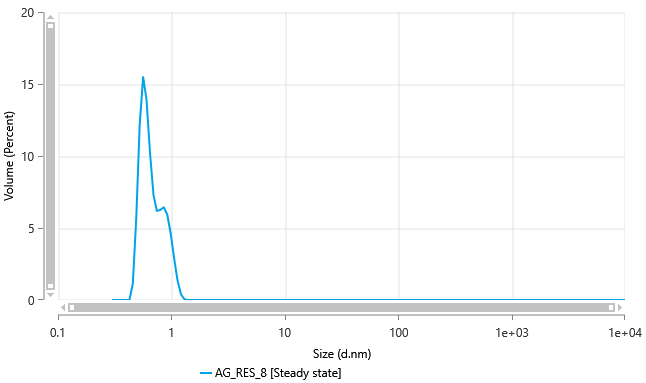 20
15
10
5
0
Volume (Percent)
0.1 1 10 100 1e+03 1e+04
Size (d.nm)
AG_RES_8 [Steady state]